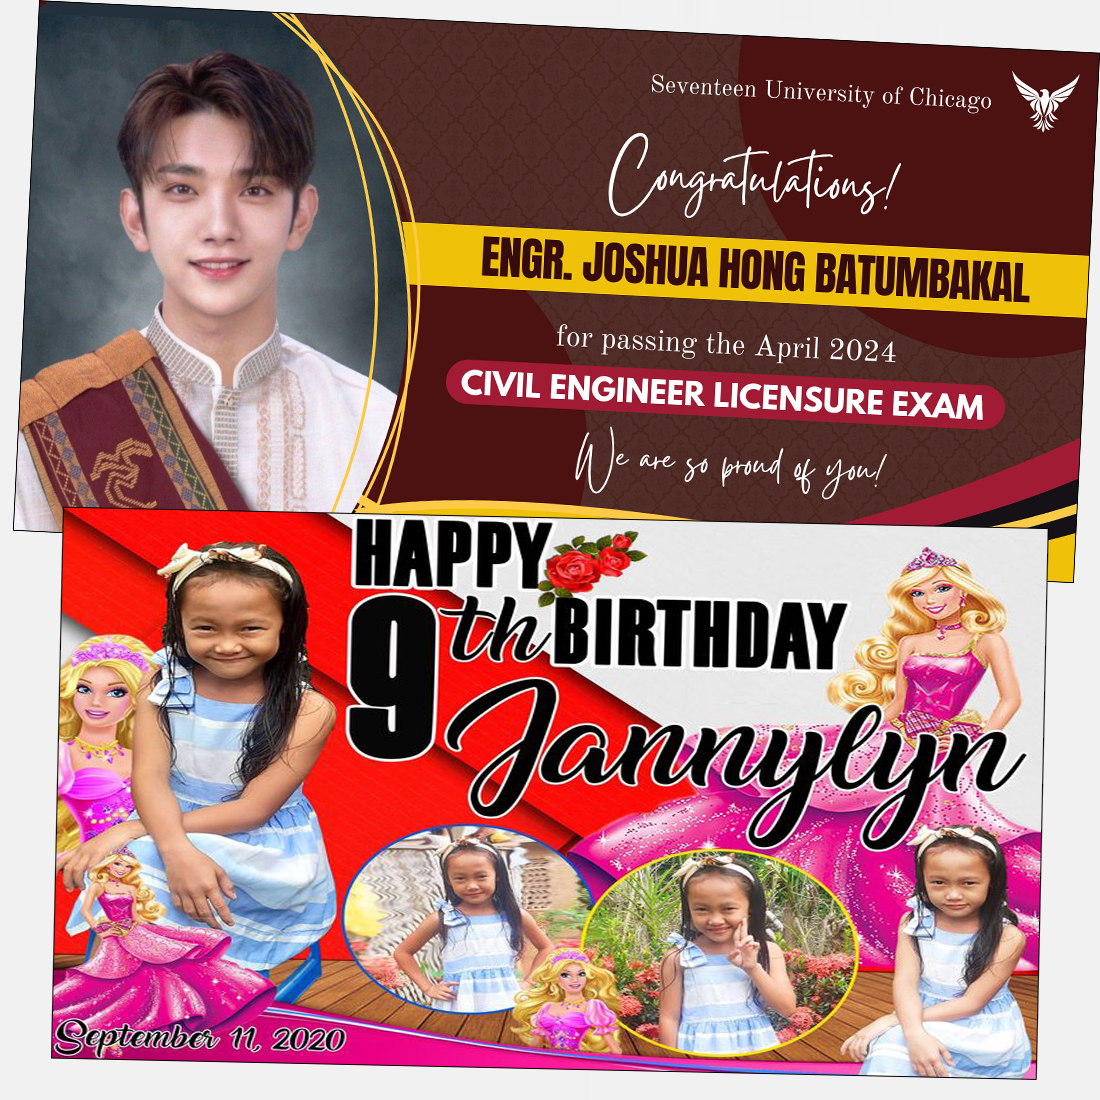 Seventeen University of Chicago
Congratulations!
ENGR. JOSHUA HONG BATUMBAKAL
for passing the April 2024
CIVIL ENGINEER LICENSURE EXAM
We are so proud of you!
HAPPY
9th BIRTHDAY
Jannylyn
September 11, 2020